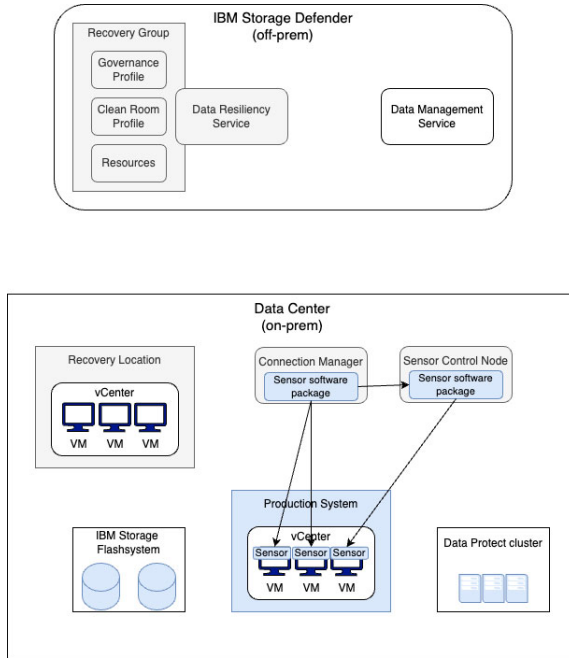 IBM Storage Defender
(off-prem)
Recovery Group
Governance
Profile
Clean Room
Profile
Resources
Data Resiliency
Service
Data Management
Service
Data Center
(on-prem)
Recovery Location
vCenter
VM VM VM
Connection Manager
Sensor software
package
Sensor Control Node
Sensor software
package
IBM Storage
Flashsystem
Production System
vCenter
Sensor Sensor Sensor
VM VM VM
Data Protect cluster